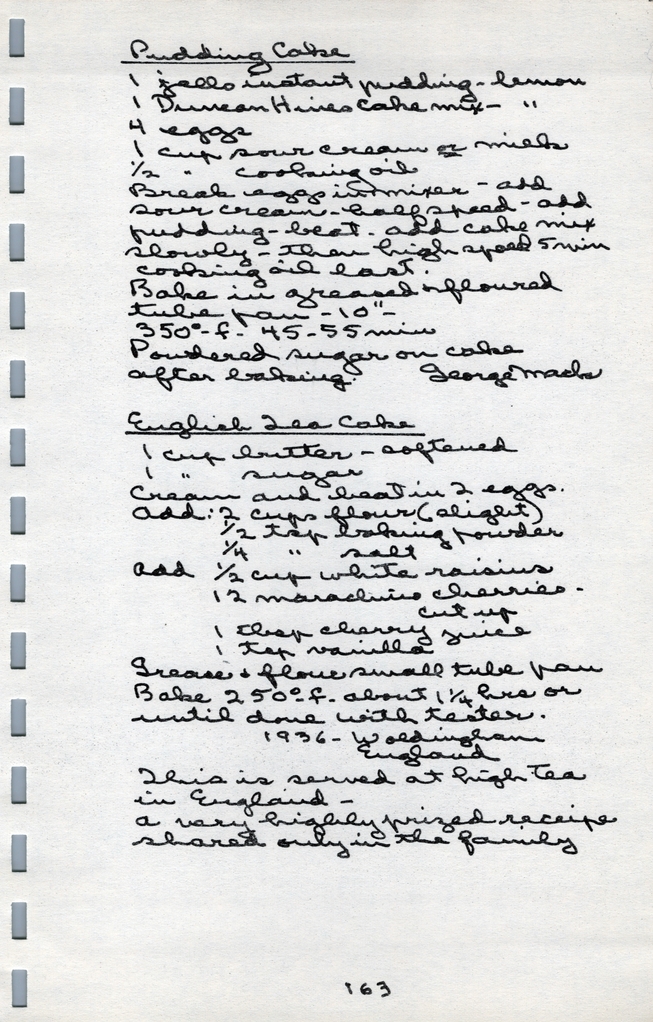 Pudding Cake
1 jello instant pudding - lemon
1 Duncan Hines cake mix - "
4 eggs
1 cup sour cream or milk
1/2 " cooking oil
Break eggs in mixer - add
sour cream - half speed - add
pudding - beat - add cake mix
slowly - then high speed 5 min
cooking oil last.
Bake in greased + floured
tube pan - 10" -
350° f. 45-55 min
Powdered sugar on cake
after baking. George Macks
English Tea Cake
1 cup butter - softened
1 " sugar
Cream and beat in 2 eggs.
Add: 2 cups flour (slight)
1/2 tsp baking powder
1/4 " salt
Add 1/2 cup white raisins
12 marachino cherries -
cut up
1 tbsp cherry juice
1 tsp vanilla
Grease + flour small tube pan
Bake 250° f. about 1 1/4 hrs or
until done with tester.
1936 - Woldingham
England
This is served at high Tea
in England -
a very highly prized receipe
shared only in the family
163